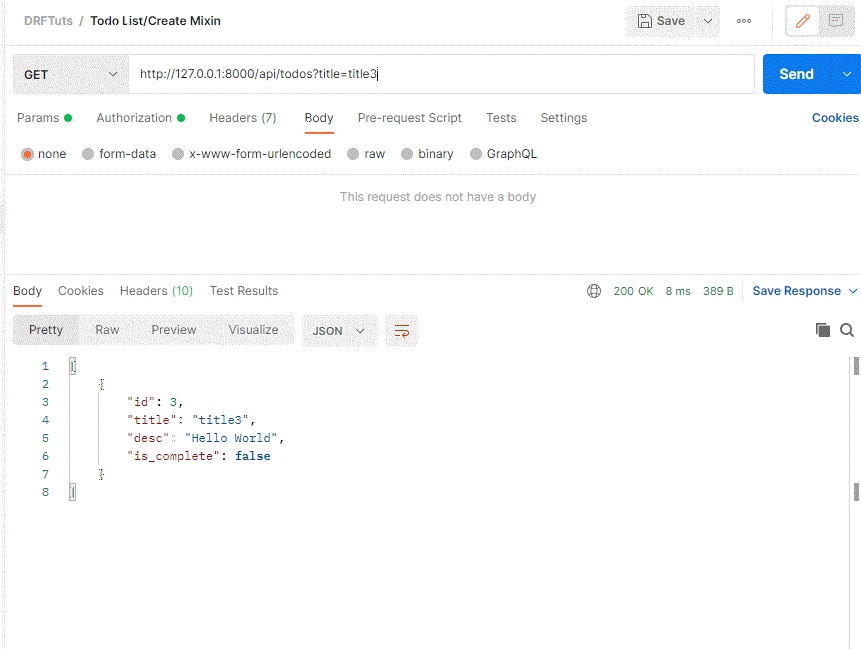 DRFTuts / Todo List/Create Mixin Save
GET http://127.0.0.1:8000/api/todos?title=title3 Send
Params Authorization Headers (7) Body Pre-request Script Tests Settings Cookies
none form-data x-www-form-urlencoded raw binary GraphQL
This request does not have a body
Body Cookies Headers (10) Test Results 200 OK 8 ms 389 B Save Response
Pretty Raw Preview Visualize JSON
1 [
2 {
3 "id": 3,
4 "title": "title3",
5 "desc": "Hello World",
6 "is_complete": false
7 }
8 ]